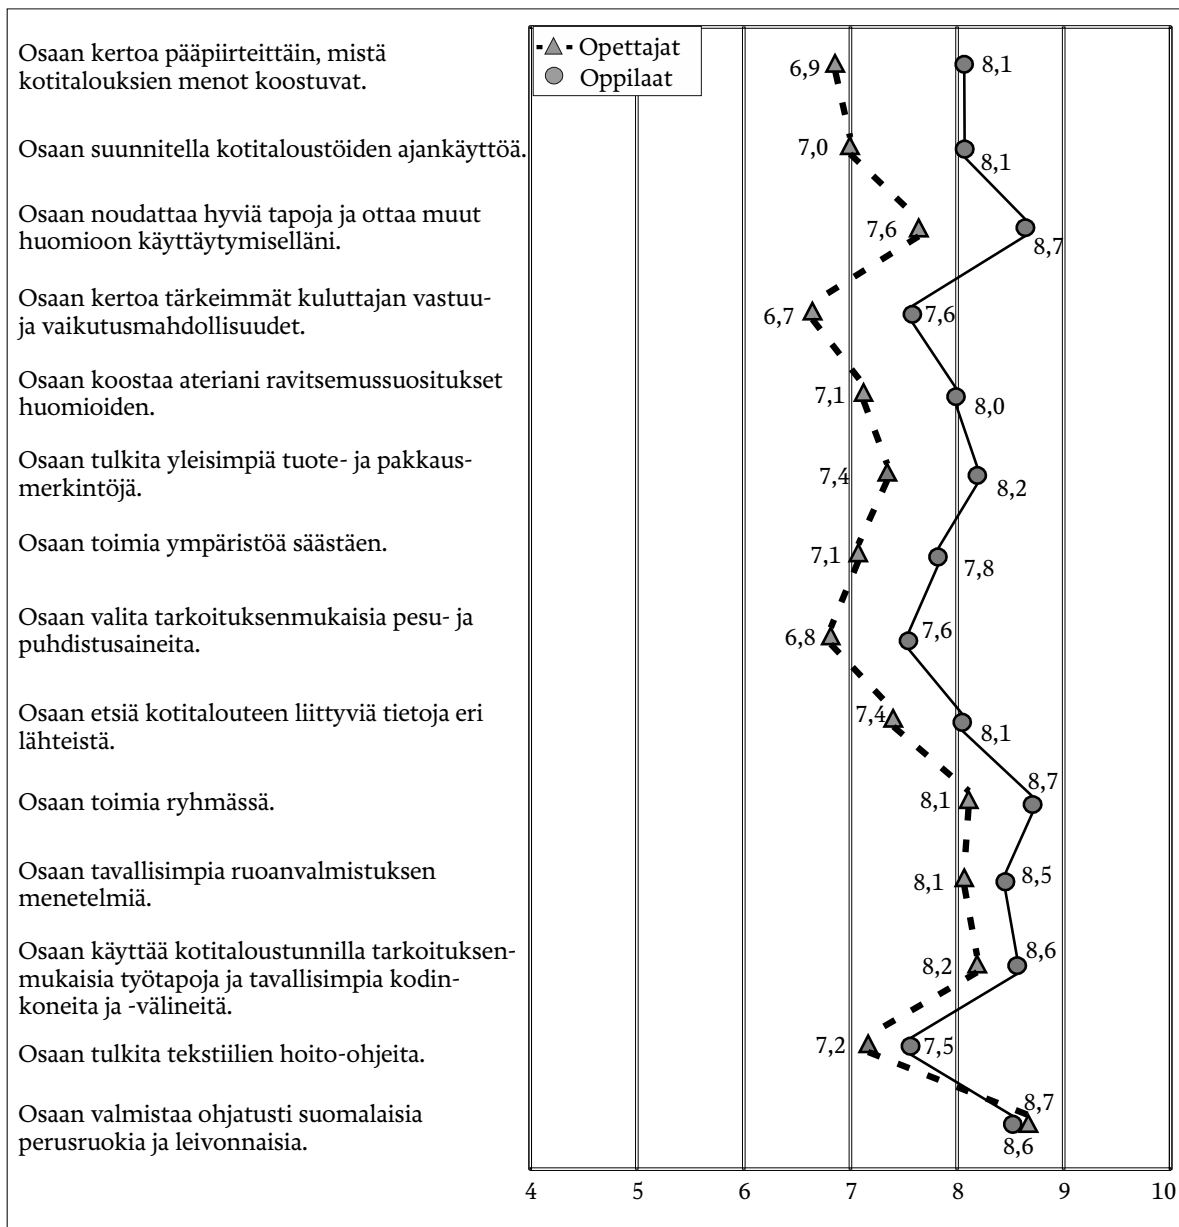 Opettajat
Oppilaat
Osaan kertoa pääpiirteittäin, mistä
kotitalouksien menot koostuvat.
6,9
8,1
Osaan suunnitella kotitaloustöiden ajankäyttöä.
7,0
8,1
Osaan noudattaa hyviä tapoja ja ottaa muut
huomioon käyttäytymiselläni.
7,6
8,7
Osaan kertoa tärkeimmät kuluttajan vastuu-
ja vaikutusmahdollisuudet.
6,7
7,6
Osaan koostaa ateriani ravitsemussuositukset
huomioiden.
7,1
8,0
Osaan tulkita yleisimpiä tuote- ja pakkaus-
merkintöjä.
7,4
8,2
Osaan toimia ympäristöä säästäen.
7,1
7,8
Osaan valita tarkoituksenmukaisia pesu- ja
puhdistusaineita.
6,8
7,6
Osaan etsiä kotitalouteen liittyviä tietoja eri
lähteistä.
7,4
8,1
Osaan toimia ryhmässä.
8,1
8,7
Osaan tavallisimpia ruoanvalmistuksen
menetelmiä.
8,1
8,5
Osaan käyttää kotitaloustunnilla tarkoituksen-
mukaisia työtapoja ja tavallisimpia kodin-
koneita ja -välineitä.
8,2
8,6
Osaan tulkita tekstiilien hoito-ohjeita.
7,2
7,5
Osaan valmistaa ohjatusti suomalaisia
perusruokia ja leivonnaisia.
8,7
8,6
4 5 6 7 8 9 10